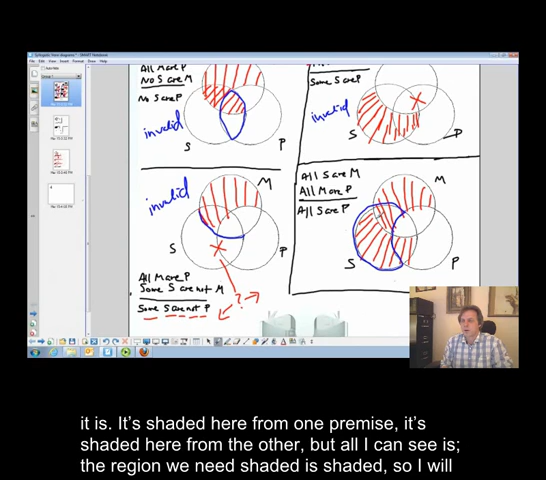 All M are P
No S are M
No S are P
invalid
S
P
Some S are P
invalid
S
P
invalid
M
S
P
All M are P
Some S are not M
Some S are not P
?
All S are M
All M are P
All S are P
M
S
P
it is. It's shaded here from one premise, it's
shaded here from the other, but all I can see is;
the region we need shaded is shaded, so I will